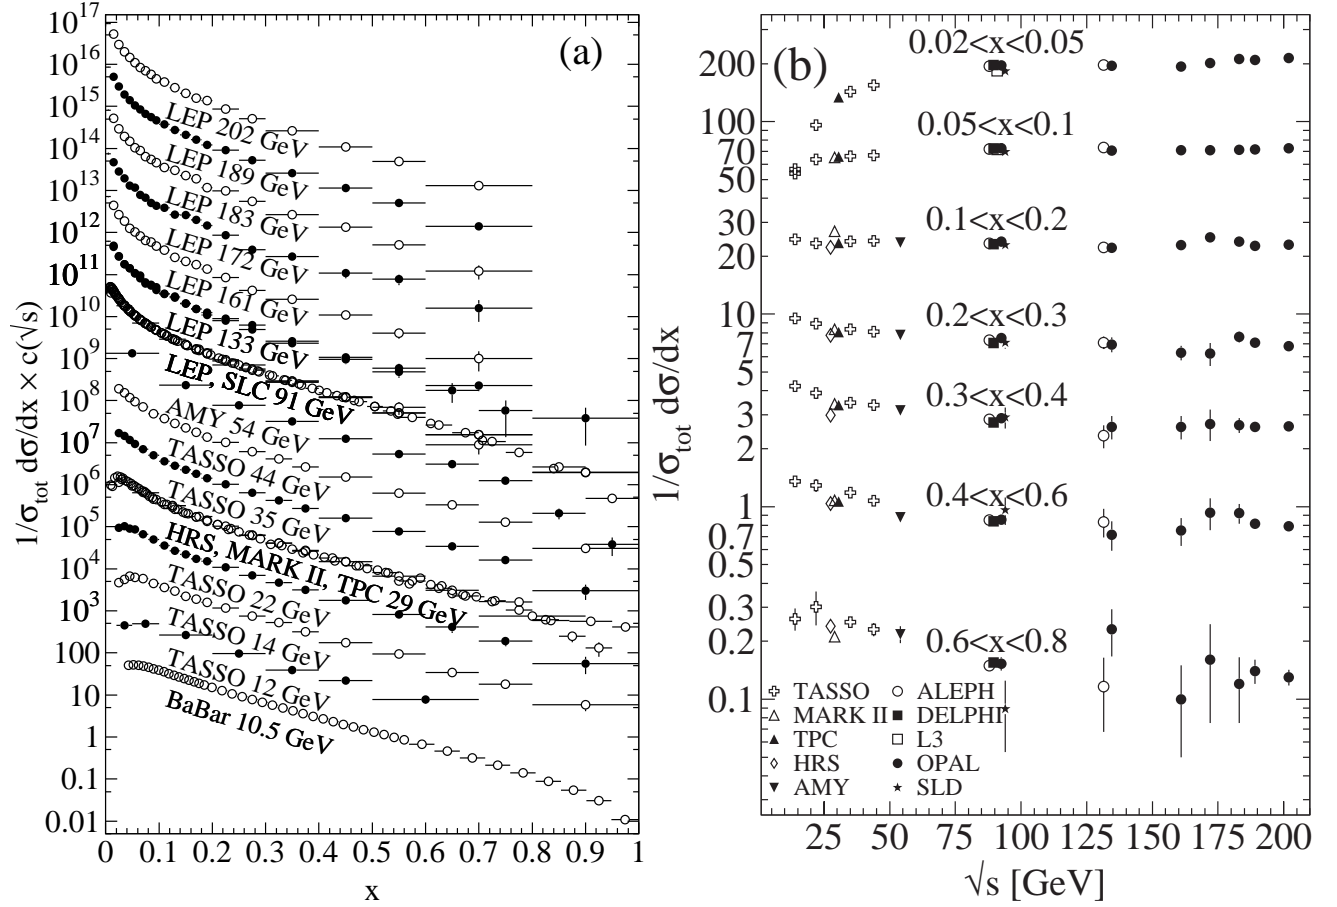 (a)
1/σtot dσ/dx × c(√s)
10^17
10^16
10^15
10^14
10^13
10^12
10^11
10^10
10^9
10^8
10^7
10^6
10^5
10^4
10^3
100
10
1
0.1
0.01
LEP 202 GeV
LEP 189 GeV
LEP 183 GeV
LEP 172 GeV
LEP 161 GeV
LEP 133 GeV
LEP, SLC 91 GeV
AMY 54 GeV
TASSO 44 GeV
TASSO 35 GeV
HRS, MARK II, TPC 29 GeV
TASSO 22 GeV
TASSO 14 GeV
TASSO 12 GeV
BaBar 10.5 GeV
0 0.1 0.2 0.3 0.4 0.5 0.6 0.7 0.8 0.9 1
x
(b)
1/σtot dσ/dx
200
100
70
50
30
20
10
7
5
3
2
1
0.7
0.5
0.3
0.2
0.1
0.02<x<0.05
0.05<x<0.1
0.1<x<0.2
0.2<x<0.3
0.3<x<0.4
0.4<x<0.6
0.6<x<0.8
TASSO
MARK II
TPC
HRS
AMY
ALEPH
DELPHI
L3
OPAL
SLD
25 50 75 100 125 150 175 200
√s [GeV]